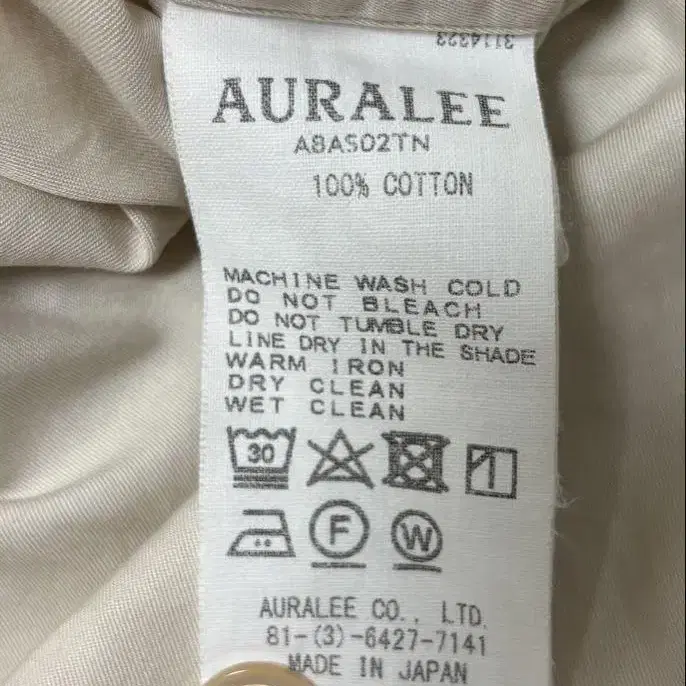 3114323
AURALEE
A8AS02TN
100% COTTON
MACHINE WASH COLD
DO NOT BLEACH
DO NOT TUMBLE DRY
LINE DRY IN THE SHADE
WARM IRON
DRY CLEAN
WET CLEAN
30
F
W
AURALEE CO., LTD.
81-(3)-6427-7141
MADE IN JAPAN